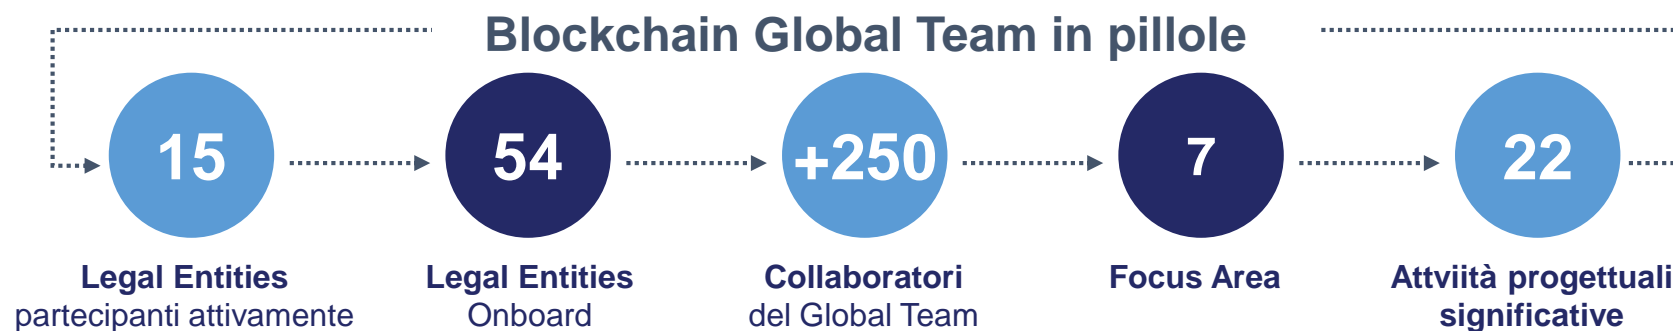 Blockchain Global Team in pillole
15
54
+250
7
22
Legal Entities
partecipanti attivamente
Legal Entities
Onboard
Collaboratori
del Global Team
Focus Area
Attviità progettuali
significative